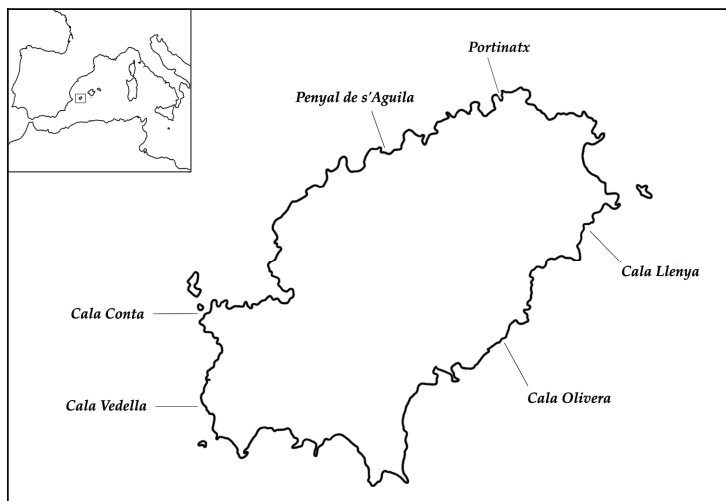 Portinatx
Penyal de s'Aguila
Cala Llenya
Cala Conta
Cala Olivera
Cala Vedella